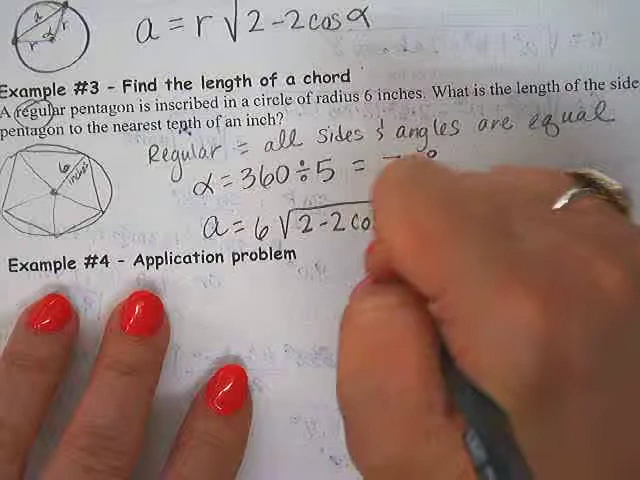 a r α r a = r√2-2cosα
Example #3 - Find the length of a chord
A regular pentagon is inscribed in a circle of radius 6 inches. What is the length of the side
pentagon to the nearest tenth of an inch?
Regular = all sides & angles are equal
6 inches α = 360÷5 =
a = 6√2-2co
Example #4 - Application problem